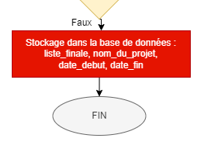 Faux
Stockage dans la base de données :
liste_finale, nom_du_projet,
date_debut, date_fin
FIN